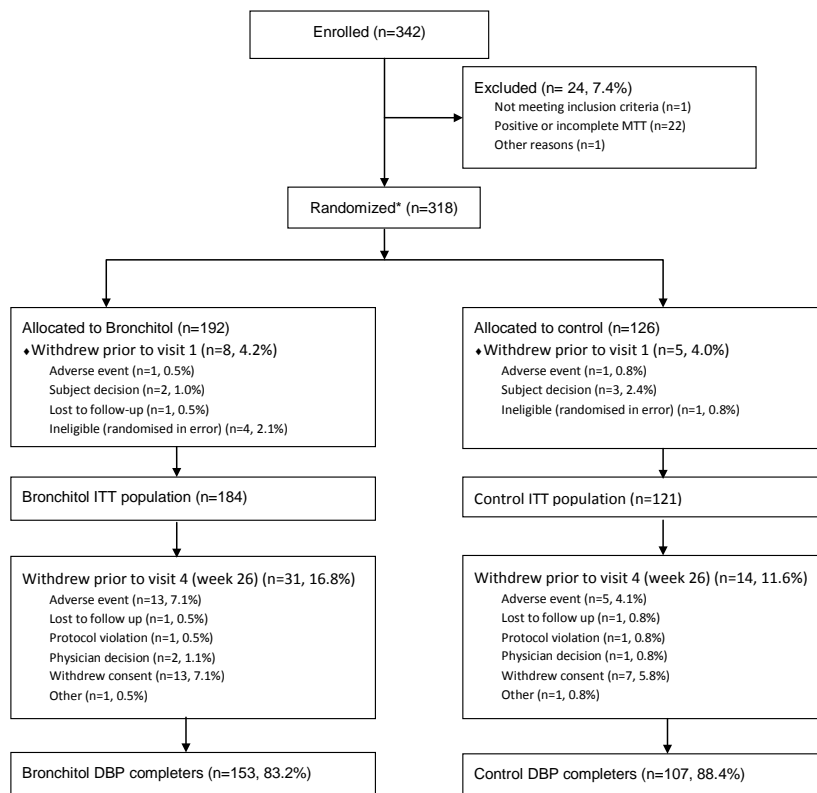 Enrolled (n=342)
Excluded (n= 24, 7.4%)
Not meeting inclusion criteria (n=1)
Positive or incomplete MTT (n=22)
Other reasons (n=1)
Randomized* (n=318)
Allocated to Bronchitol (n=192)
♦Withdrew prior to visit 1 (n=8, 4.2%)
Adverse event (n=1, 0.5%)
Subject decision (n=2, 1.0%)
Lost to follow-up (n=1, 0.5%)
Ineligible (randomised in error) (n=4, 2.1%)
Allocated to control (n=126)
♦Withdrew prior to visit 1 (n=5, 4.0%)
Adverse event (n=1, 0.8%)
Subject decision (n=3, 2.4%)
Ineligible (randomised in error) (n=1, 0.8%)
Bronchitol ITT population (n=184)
Control ITT population (n=121)
Withdrew prior to visit 4 (week 26) (n=31, 16.8%)
Adverse event (n=13, 7.1%)
Lost to follow up (n=1, 0.5%)
Protocol violation (n=1, 0.5%)
Physician decision (n=2, 1.1%)
Withdrew consent (n=13, 7.1%)
Other (n=1, 0.5%)
Withdrew prior to visit 4 (week 26) (n=14, 11.6%)
Adverse event (n=5, 4.1%)
Lost to follow up (n=1, 0.8%)
Protocol violation (n=1, 0.8%)
Physician decision (n=1, 0.8%)
Withdrew consent (n=7, 5.8%)
Other (n=1, 0.8%)
Bronchitol DBP completers (n=153, 83.2%)
Control DBP completers (n=107, 88.4%)